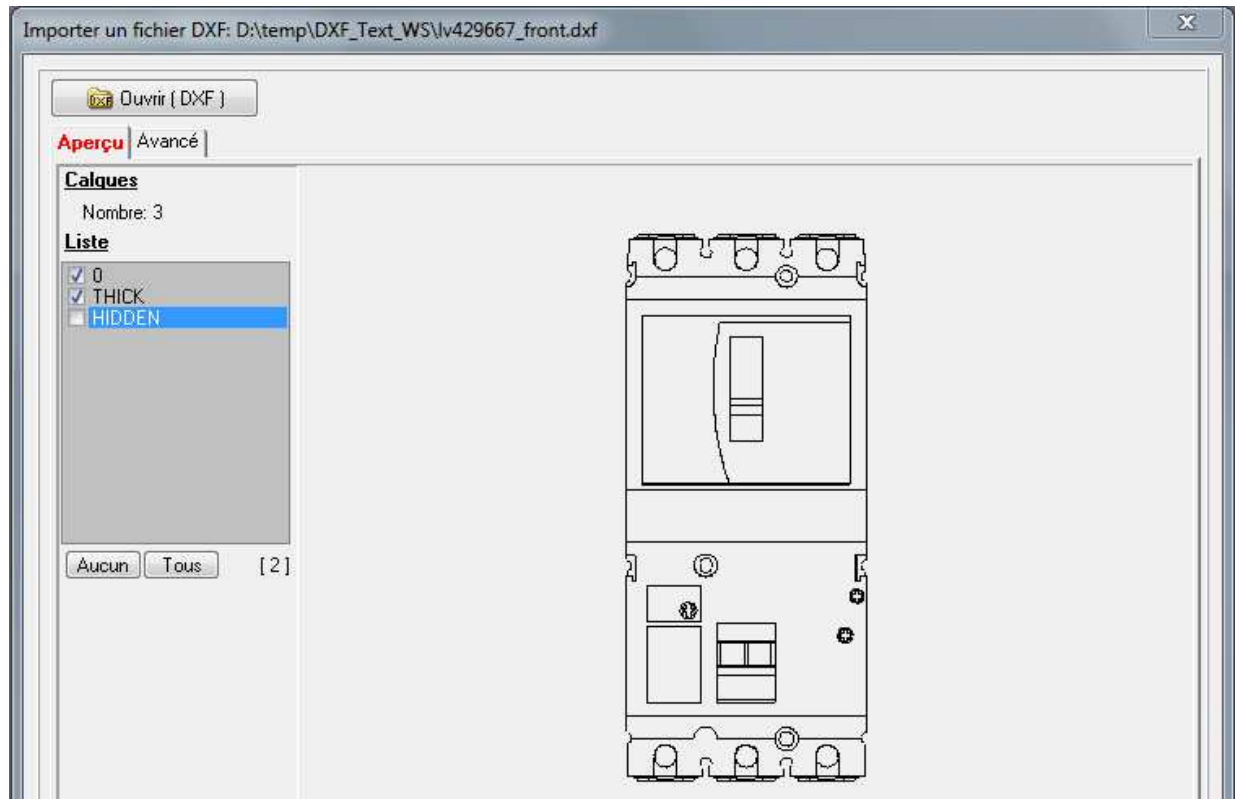 Importer un fichier DXF: D:\temp\DXF_Text_WS\lv429667_front.dxf
DXF Ouvrir ( DXF )
Aperçu Avancé
Calques
Nombre: 3
Liste
0
THICK
HIDDEN
Aucun Tous [ 2 ]